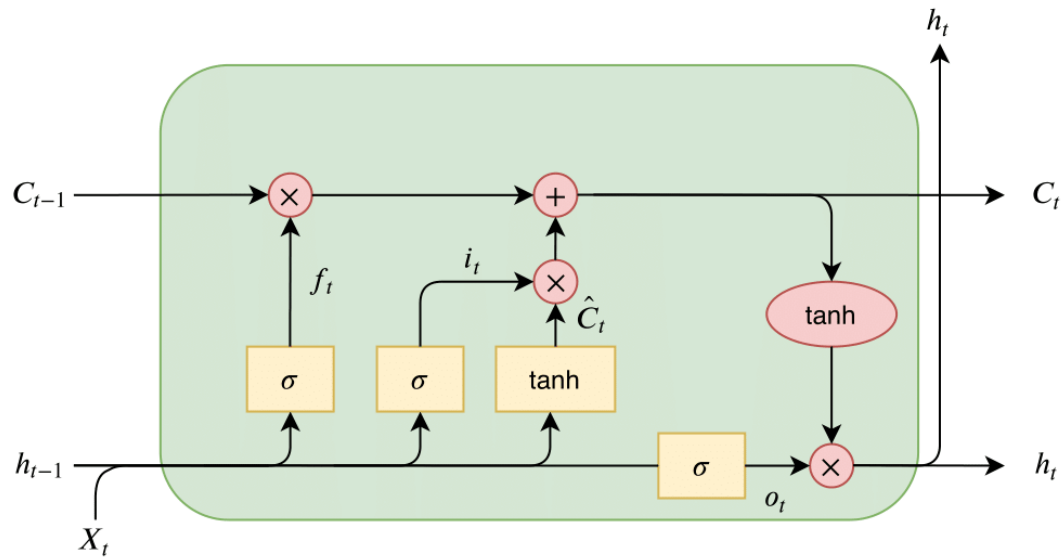 h_t
C_{t-1} × + C_t
i_t
f_t × Ĉ_t tanh
σ σ tanh
h_{t-1} σ × h_t
o_t
X_t